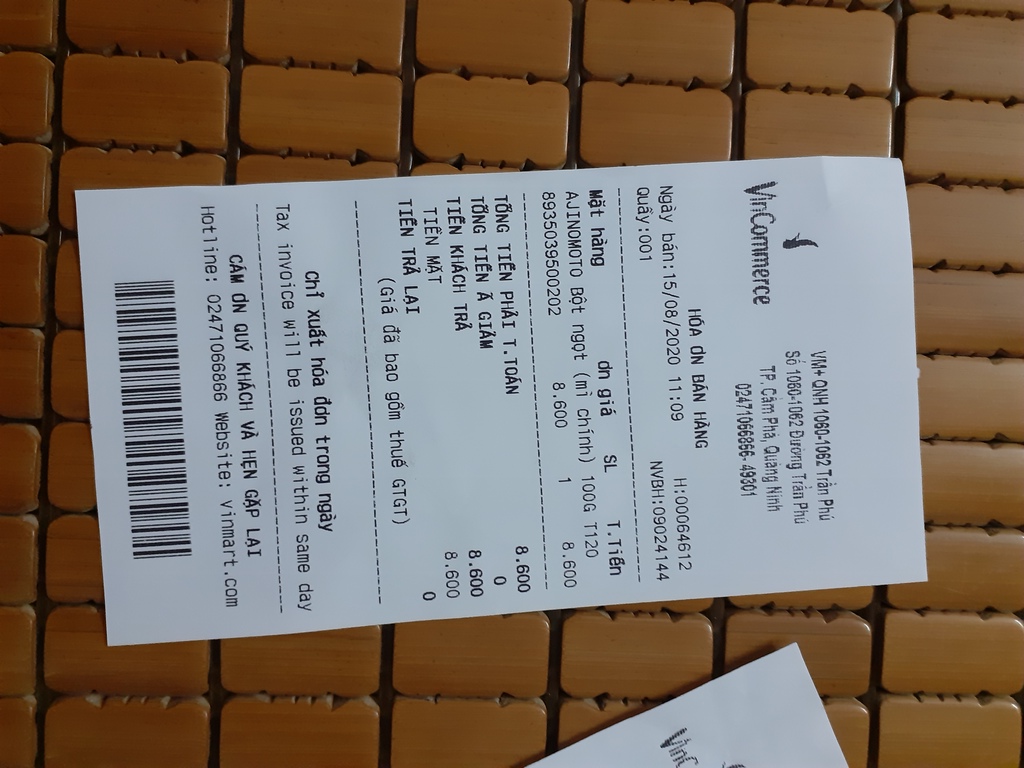 VinCommerce
VM+ QNH 1060-1062 Trần Phú
Số 1060-1062 Đường Trần Phú
TP. Cẩm Phả, Quảng Ninh
02471066866- 49301
HÓA ĐN BÁN HÀNG
Ngày bán:15/08/2020 11:09 H:00064612
Quầy:001 NVBH:09024144
Mặt hàng ơn giá SL T.Tiền
AJINOMOTO Bột ngọt (mì chính) 100G T120
8935039500202 8.600 1 8.600
TỔNG TIỀN PHẢI T.TOÁN 8.600
TỔNG TIỀN Ã GIẢM 0
TIỀN KHÁCH TRẢ 8.600
TIỀN MẶT 8.600
TIỀN TRẢ LẠI 0
(Giá đã bao gồm thuế GTGT)
Chỉ xuất hóa đơn trong ngày
Tax invoice will be issued within same day
CẢM ƠN QUÝ KHÁCH VÀ HẸN GẶP LẠI
Hotline: 02471066866 Website: vinmart.com